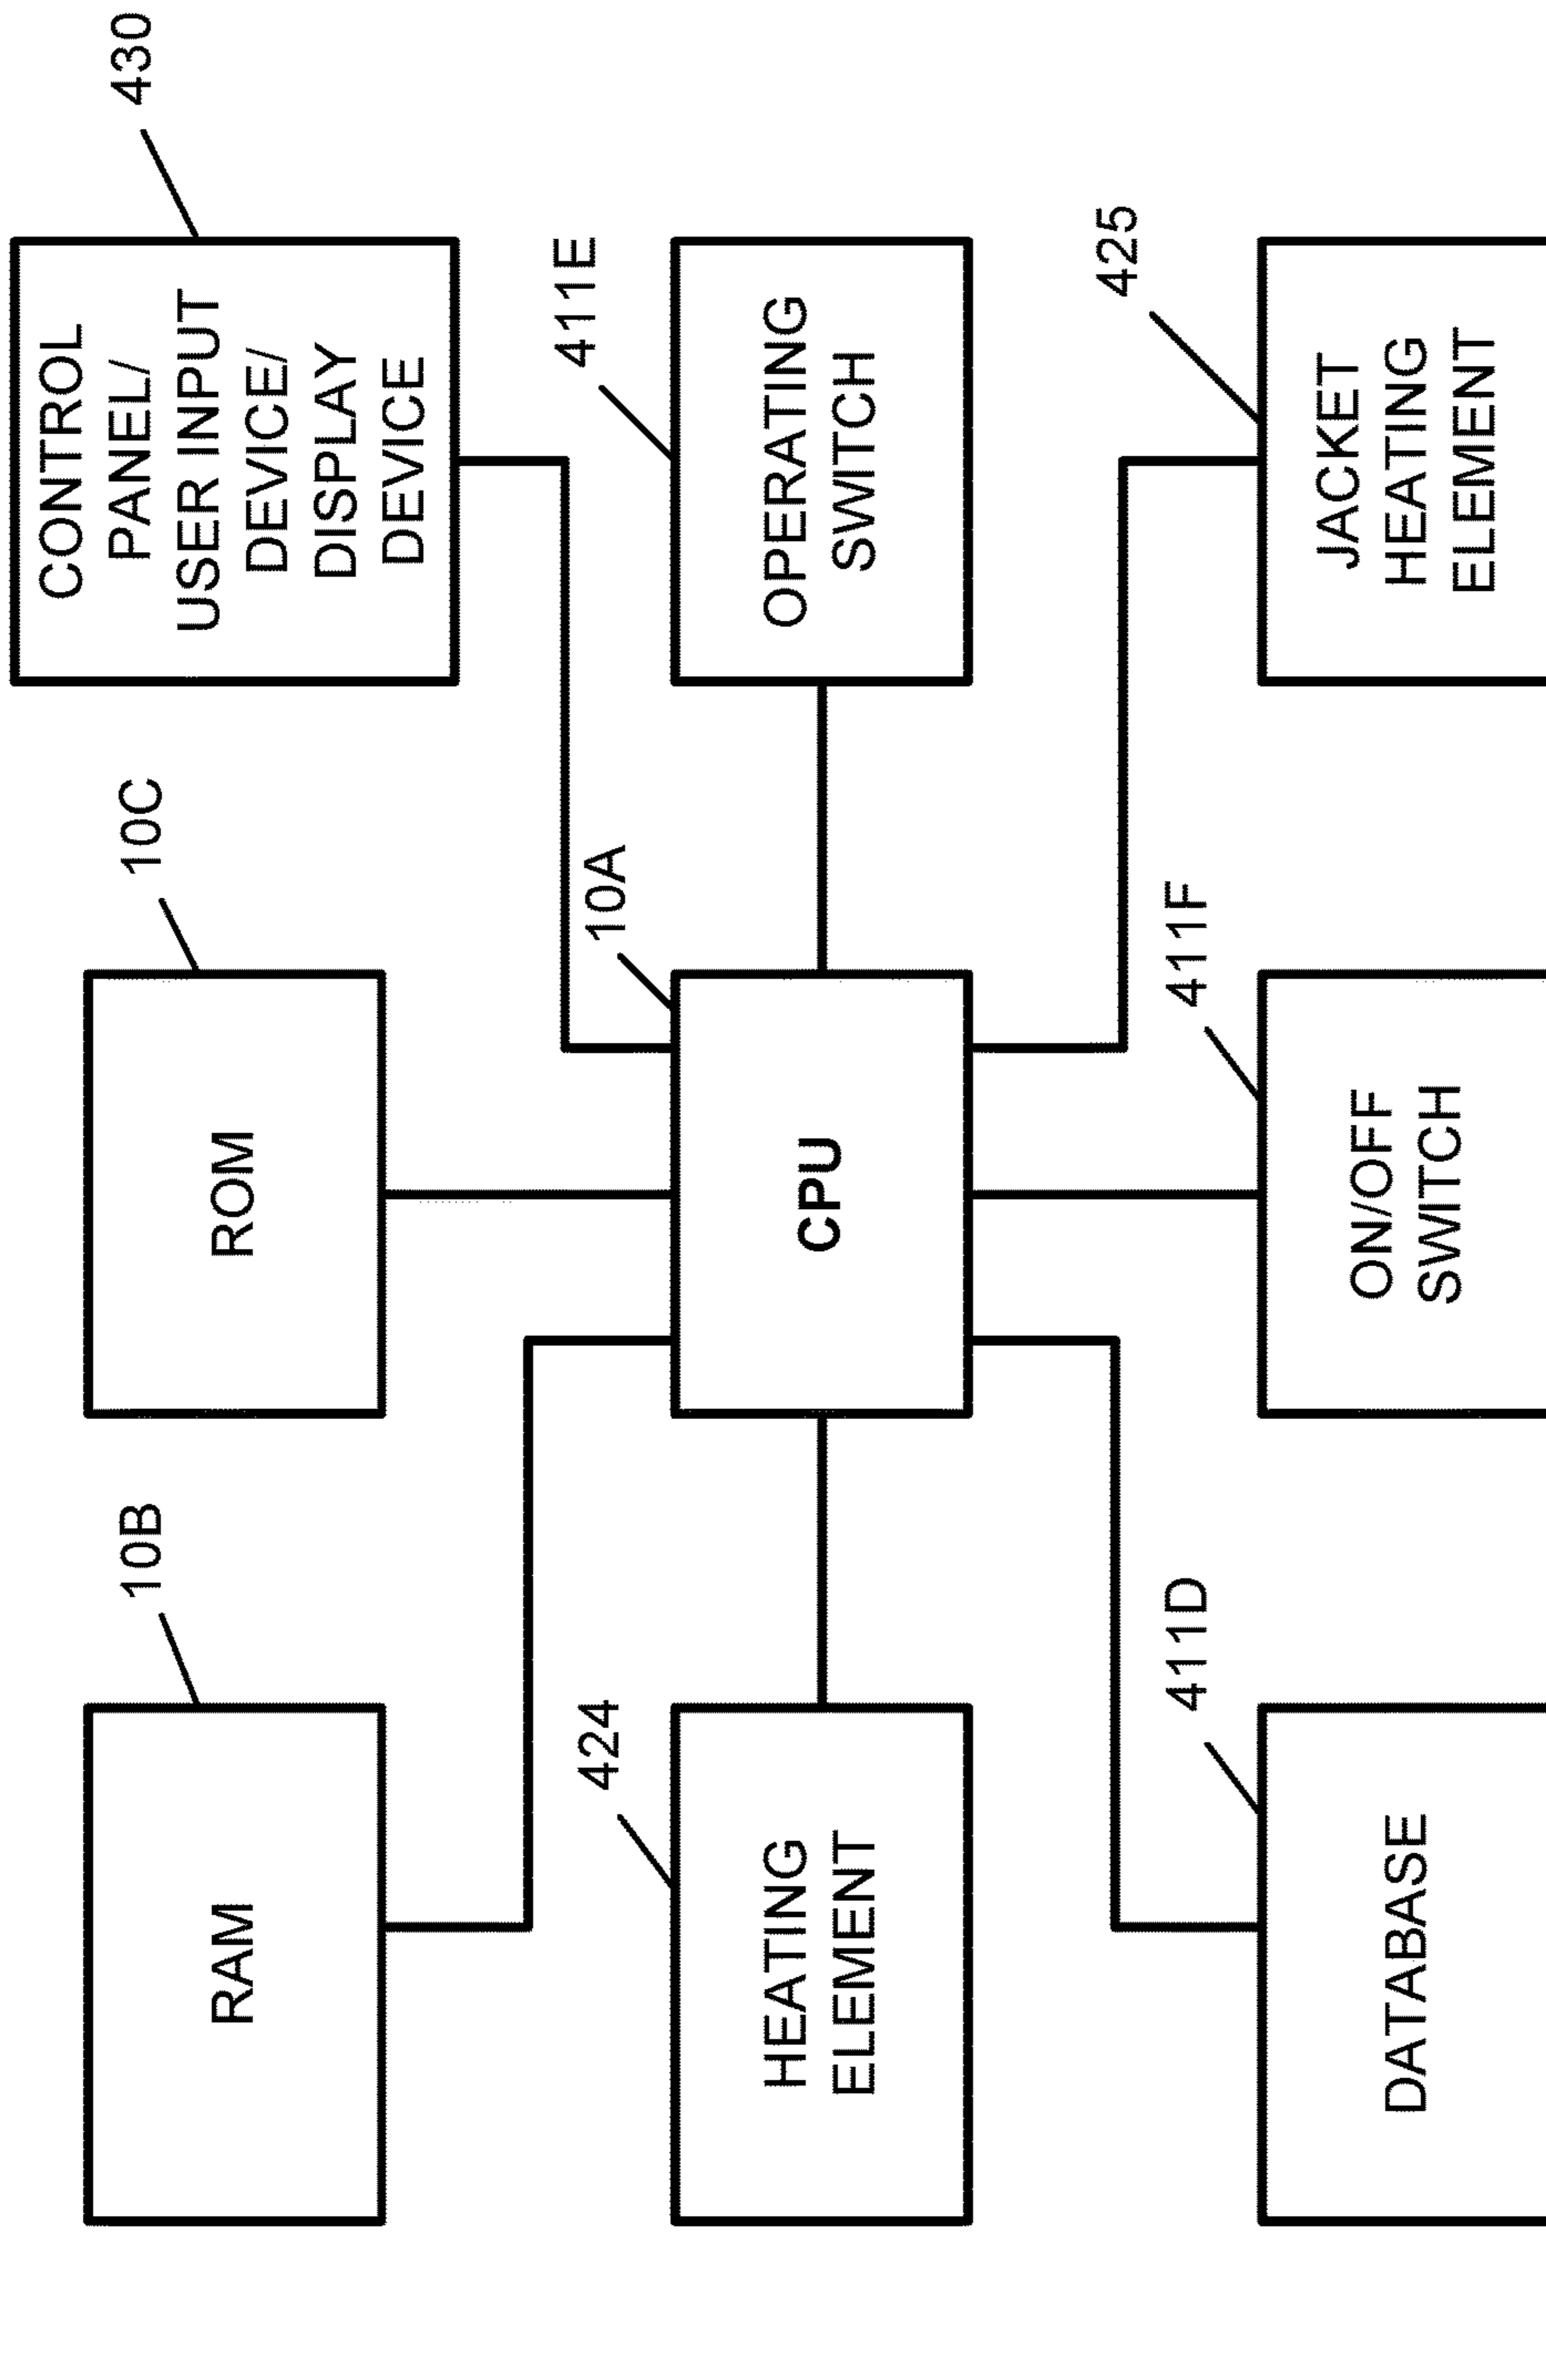 10B
RAM
10C
ROM
430
CONTROL
PANEL/
USER INPUT
DEVICE/
DISPLAY
DEVICE
424
HEATING
ELEMENT
10A
CPU
411E
OPERATING
SWITCH
411D
DATABASE
411F
ON/OFF
SWITCH
425
JACKET
HEATING
ELEMENT